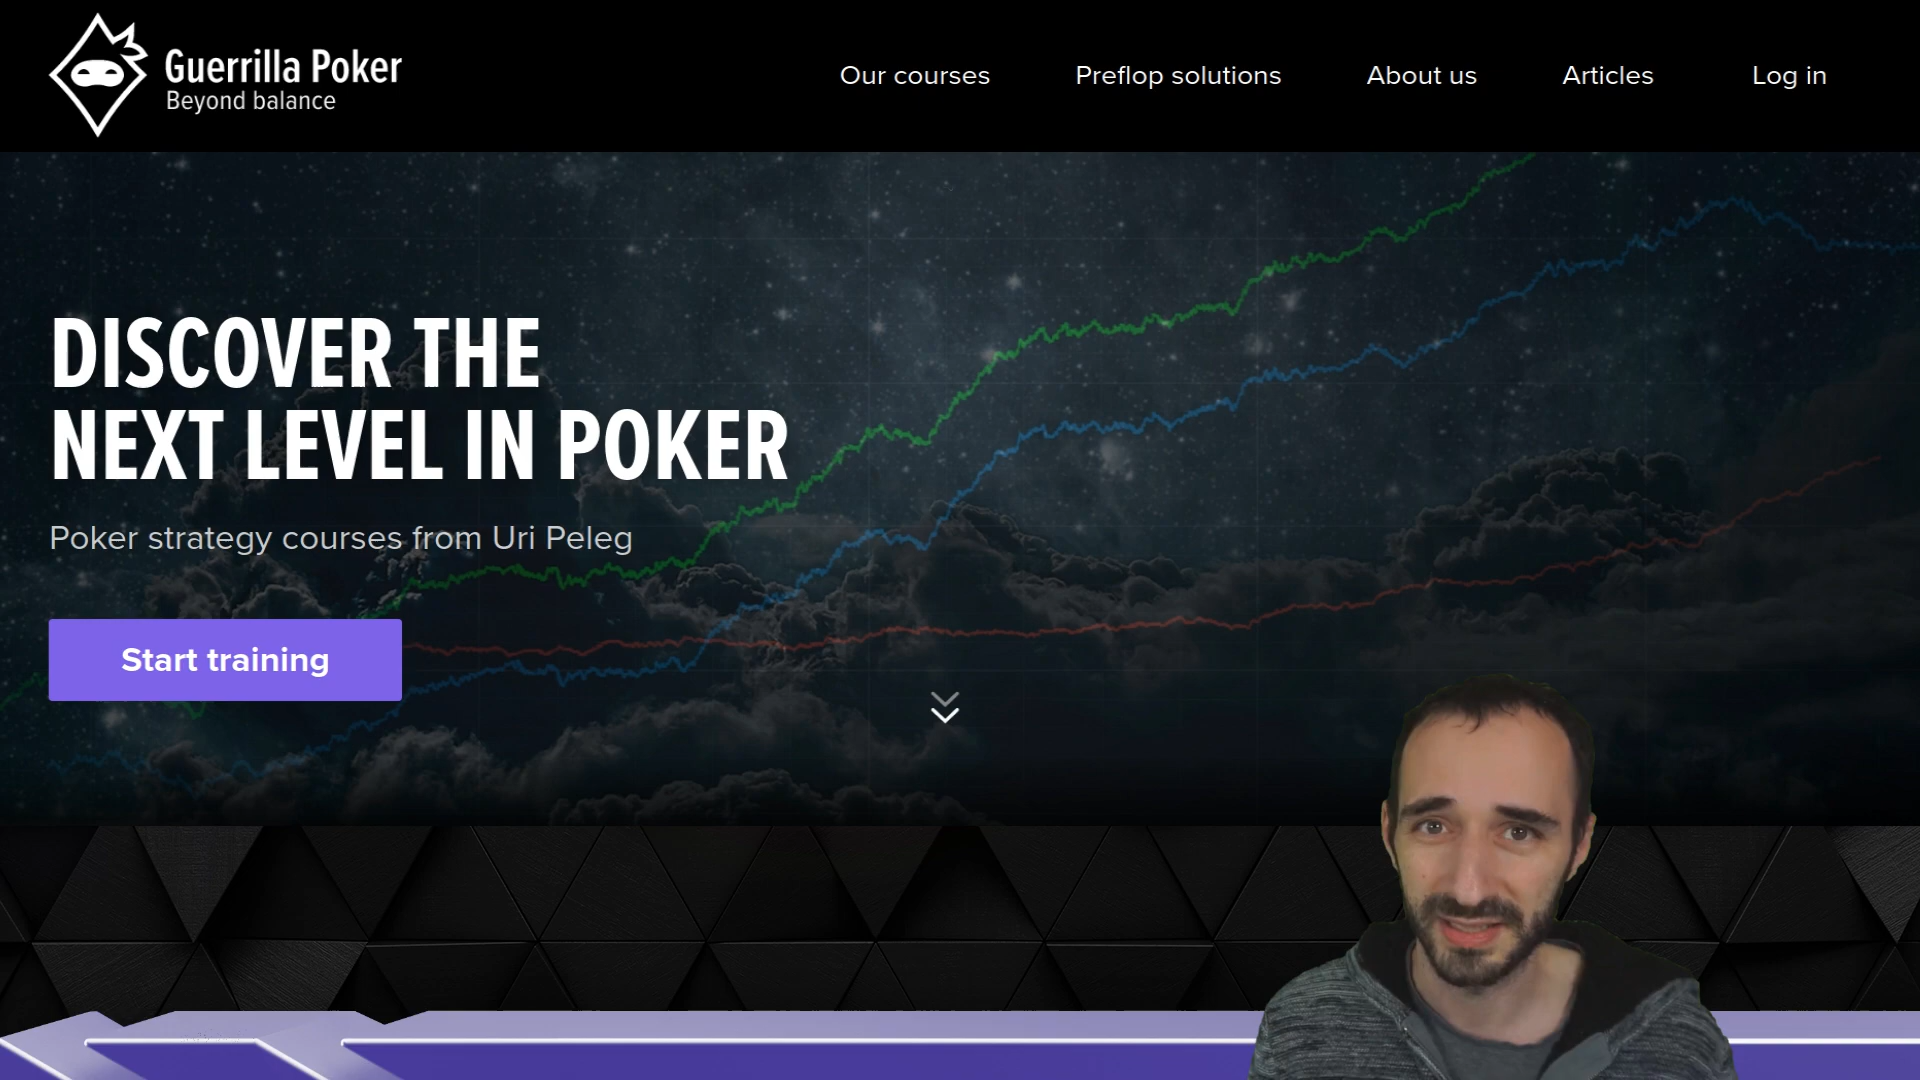 Guerrilla Poker
Beyond balance
Our courses
Preflop solutions
About us
Articles
Log in
DISCOVER THE
NEXT LEVEL IN POKER
Poker strategy courses from Uri Peleg
Start training